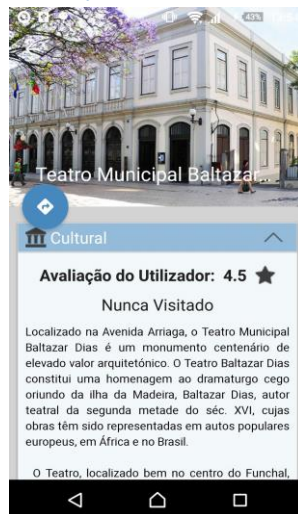 43%
Teatro Municipal Baltazar...
Cultural
Avaliação do Utilizador: 4.5
Nunca Visitado
Localizado na Avenida Arriaga, o Teatro Municipal
Baltazar Dias é um monumento centenário de
elevado valor arquitetónico. O Teatro Baltazar Dias
constitui uma homenagem ao dramaturgo cego
oriundo da ilha da Madeira, Baltazar Dias, autor
teatral da segunda metade do séc. XVI, cujas
obras têm sido representadas em autos populares
europeus, em África e no Brasil.
O Teatro, localizado bem no centro do Funchal,